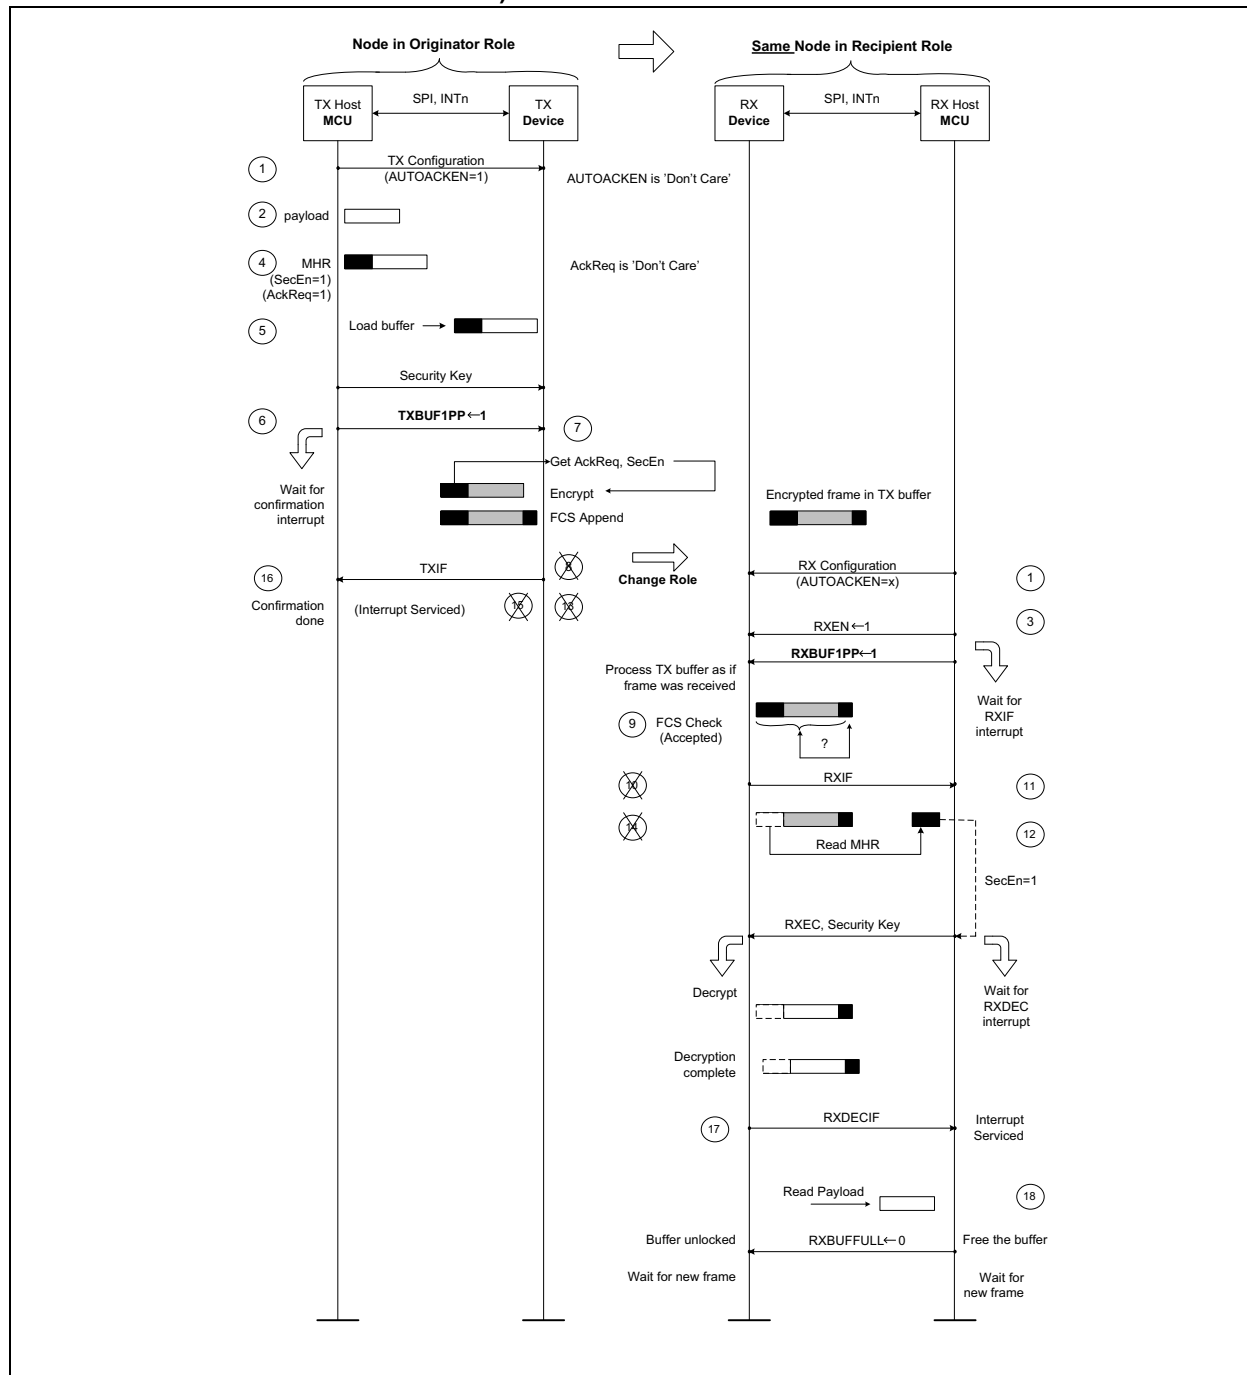 Node in Originator Role
Same Node in Recipient Role
TX Host
MCU
SPI, INTn
TX
Device
RX
Device
SPI, INTn
RX Host
MCU
1
TX Configuration
(AUTOACKEN=1)
AUTOACKEN is 'Don't Care'
2
payload
4
MHR
(SecEn=1)
(AckReq=1)
AckReq is 'Don't Care'
5
Load buffer
Security Key
6
TXBUF1PP←1
7
Wait for
confirmation
interrupt
Get AckReq, SecEn
Encrypt
FCS Append
Encrypted frame in TX buffer
8
Change Role
16
TXIF
Confirmation
done
(Interrupt Serviced)
15
13
RX Configuration
(AUTOACKEN=x)
1
3
RXEN←1
RXBUF1PP←1
Process TX buffer as if
frame was received
Wait for
RXIF
interrupt
9
FCS Check
(Accepted)
?
10
RXIF
11
14
Read MHR
12
SecEn=1
RXEC, Security Key
Decrypt
Wait for
RXDEC
interrupt
Decryption
complete
17
RXDECIF
Interrupt
Serviced
Read Payload
18
Buffer unlocked
RXBUFFULL←0
Free the buffer
Wait for new frame
Wait for
new frame